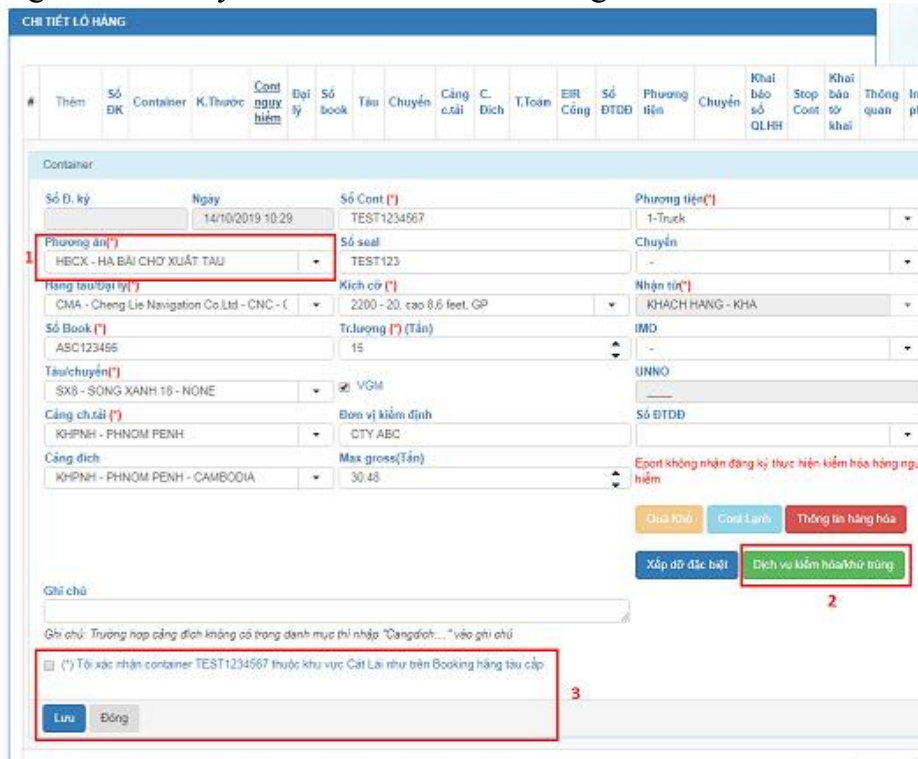 CHI TIẾT LÔ HÀNG
# Thêm Số ĐK Container K.Thước Cont nguy hiểm Đại lý Số book Tàu Chuyến Cảng c.tải C. Đích T.Toán EIR Cổng Số ĐTDĐ Phương tiện Chuyến Khai báo số QLHH Stop Cont Khai báo tờ khai Thông quan
Container
Số Đ. ký Ngày Số Cont (*) Phương tiện(*)
14/10/2019 10:29 TEST1234567 1-Truck
Phương án(*) Số seal Chuyến
1 HBCX - HẠ BÃI CHỜ XUẤT TÀU TEST123 -
Hãng tàu/Đại lý(*) Kích cỡ (*) Nhận từ(*)
CMA - Cheng Lie Navigation Co.Ltd - CNC - ( 2200 - 20, cao 8,6 feet, GP KHACH HANG - KHA
Số Book (*) Tr.lượng (*) (Tấn) IMO
ABC123456 15 -
Tàu/chuyến(*) UNNO
SX8 - SONG XANH 18 - NONE VGM ____
Cảng ch.tải (*) Đơn vị kiểm định Số ĐTDĐ
KHPNH - PHNOM PENH CTY ABC
Cảng đích Max gross(Tấn)
KHPNH - PHNOM PENH - CAMBODIA 30.48
Eport không nhận đăng ký thực hiện kiểm hóa hàng
hiểm
Quá Khổ Cont Lạnh Thông tin hàng hóa
Xếp dỡ đặc biệt Dịch vụ kiểm hóa/khử trùng
2
Ghi chú
Ghi chú: Trường hợp cảng đích không có trong danh mục thì nhập "Cangdich:..." vào ghi chú
(*) Tôi xác nhận container TEST1234567 thuộc khu vực Cát Lái như trên Booking hãng tàu cấp
3
Lưu Đóng